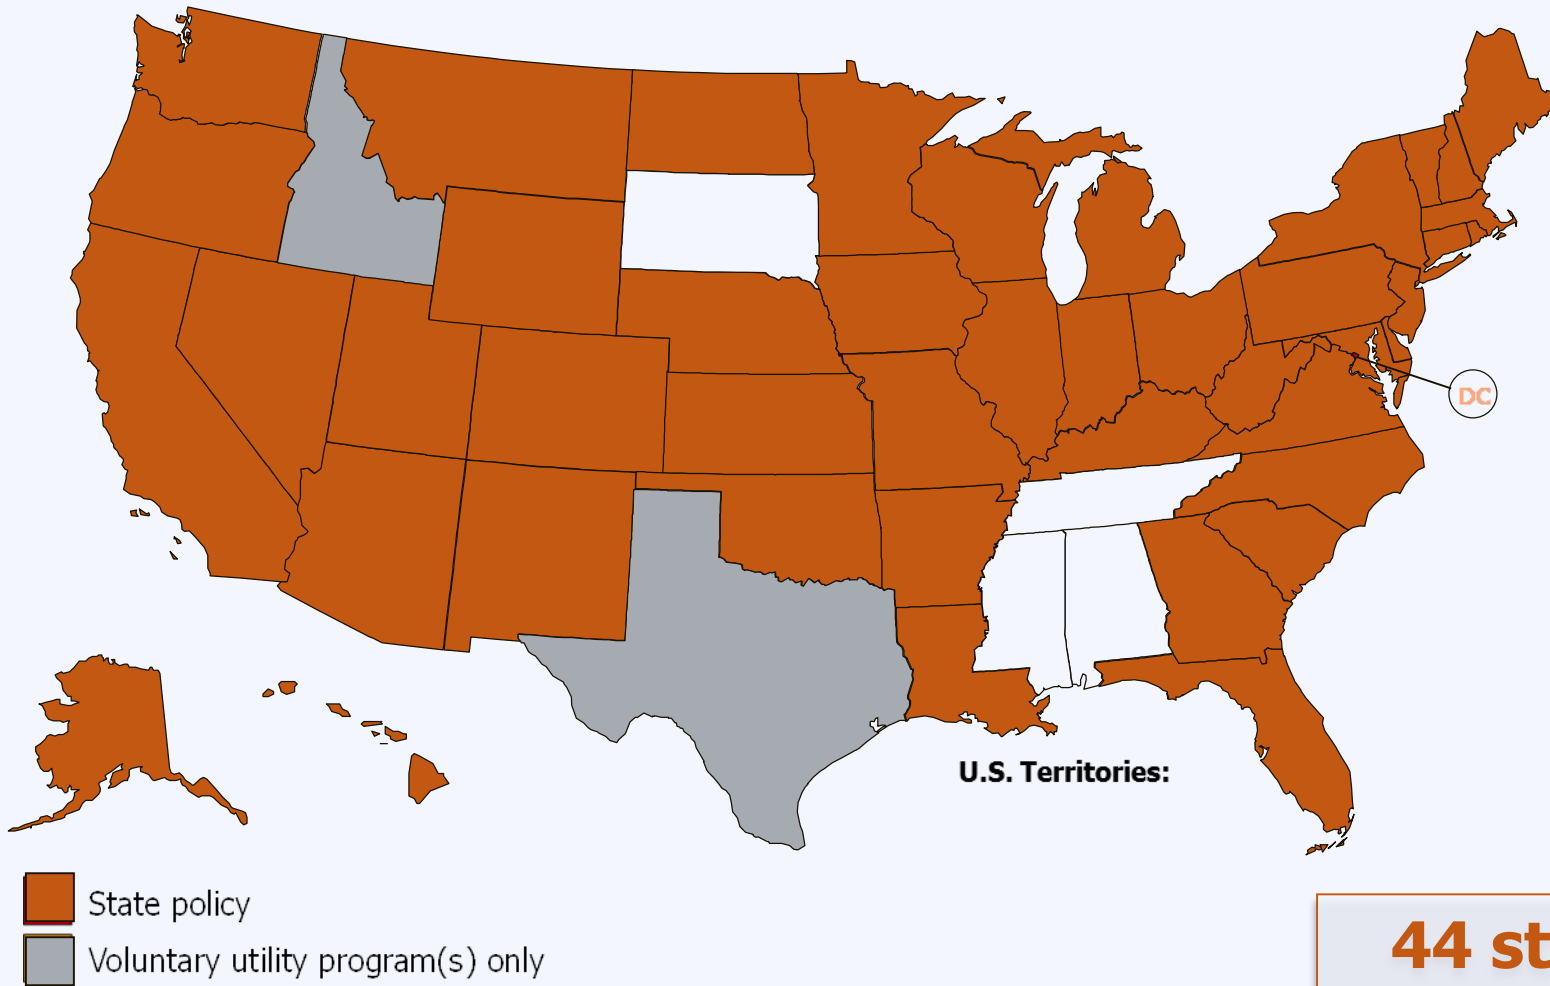 DC
U.S. Territories:
State policy
Voluntary utility program(s) only
44 st